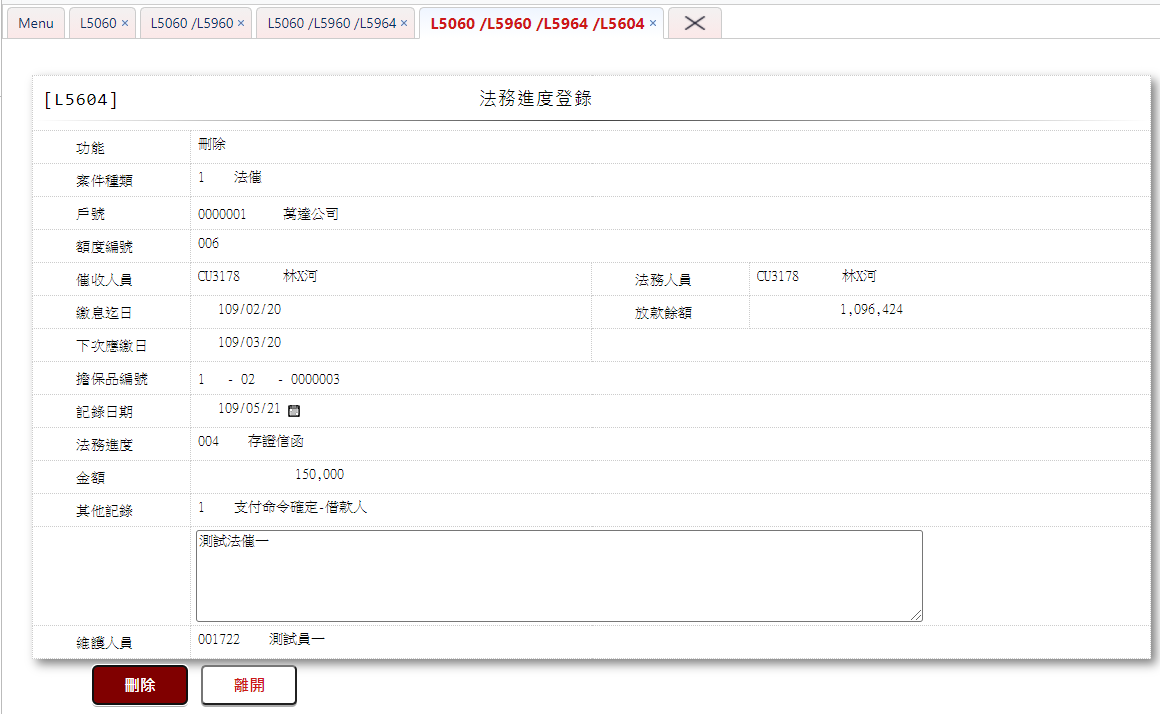 Menu L5060 × L5060 /L5960 × L5060 /L5960 /L5964 × L5060 /L5960 /L5964 /L5604 ×
[L5604] 法務進度登錄
功能 刪除
案件種類 1 法催
戶號 0000001 萬達公司
額度編號 006
催收人員 CU3178 林X河 法務人員 CU3178 林X河
繳息迄日 109/02/20 放款餘額 1,096,424
下次應繳日 109/03/20
擔保品編號 1 - 02 - 0000003
記錄日期 109/05/21
法務進度 004 存證信函
金額 150,000
其他記錄 1 支付命令確定-借款人
測試法催一
維護人員 001722 測試員一
刪除 離開